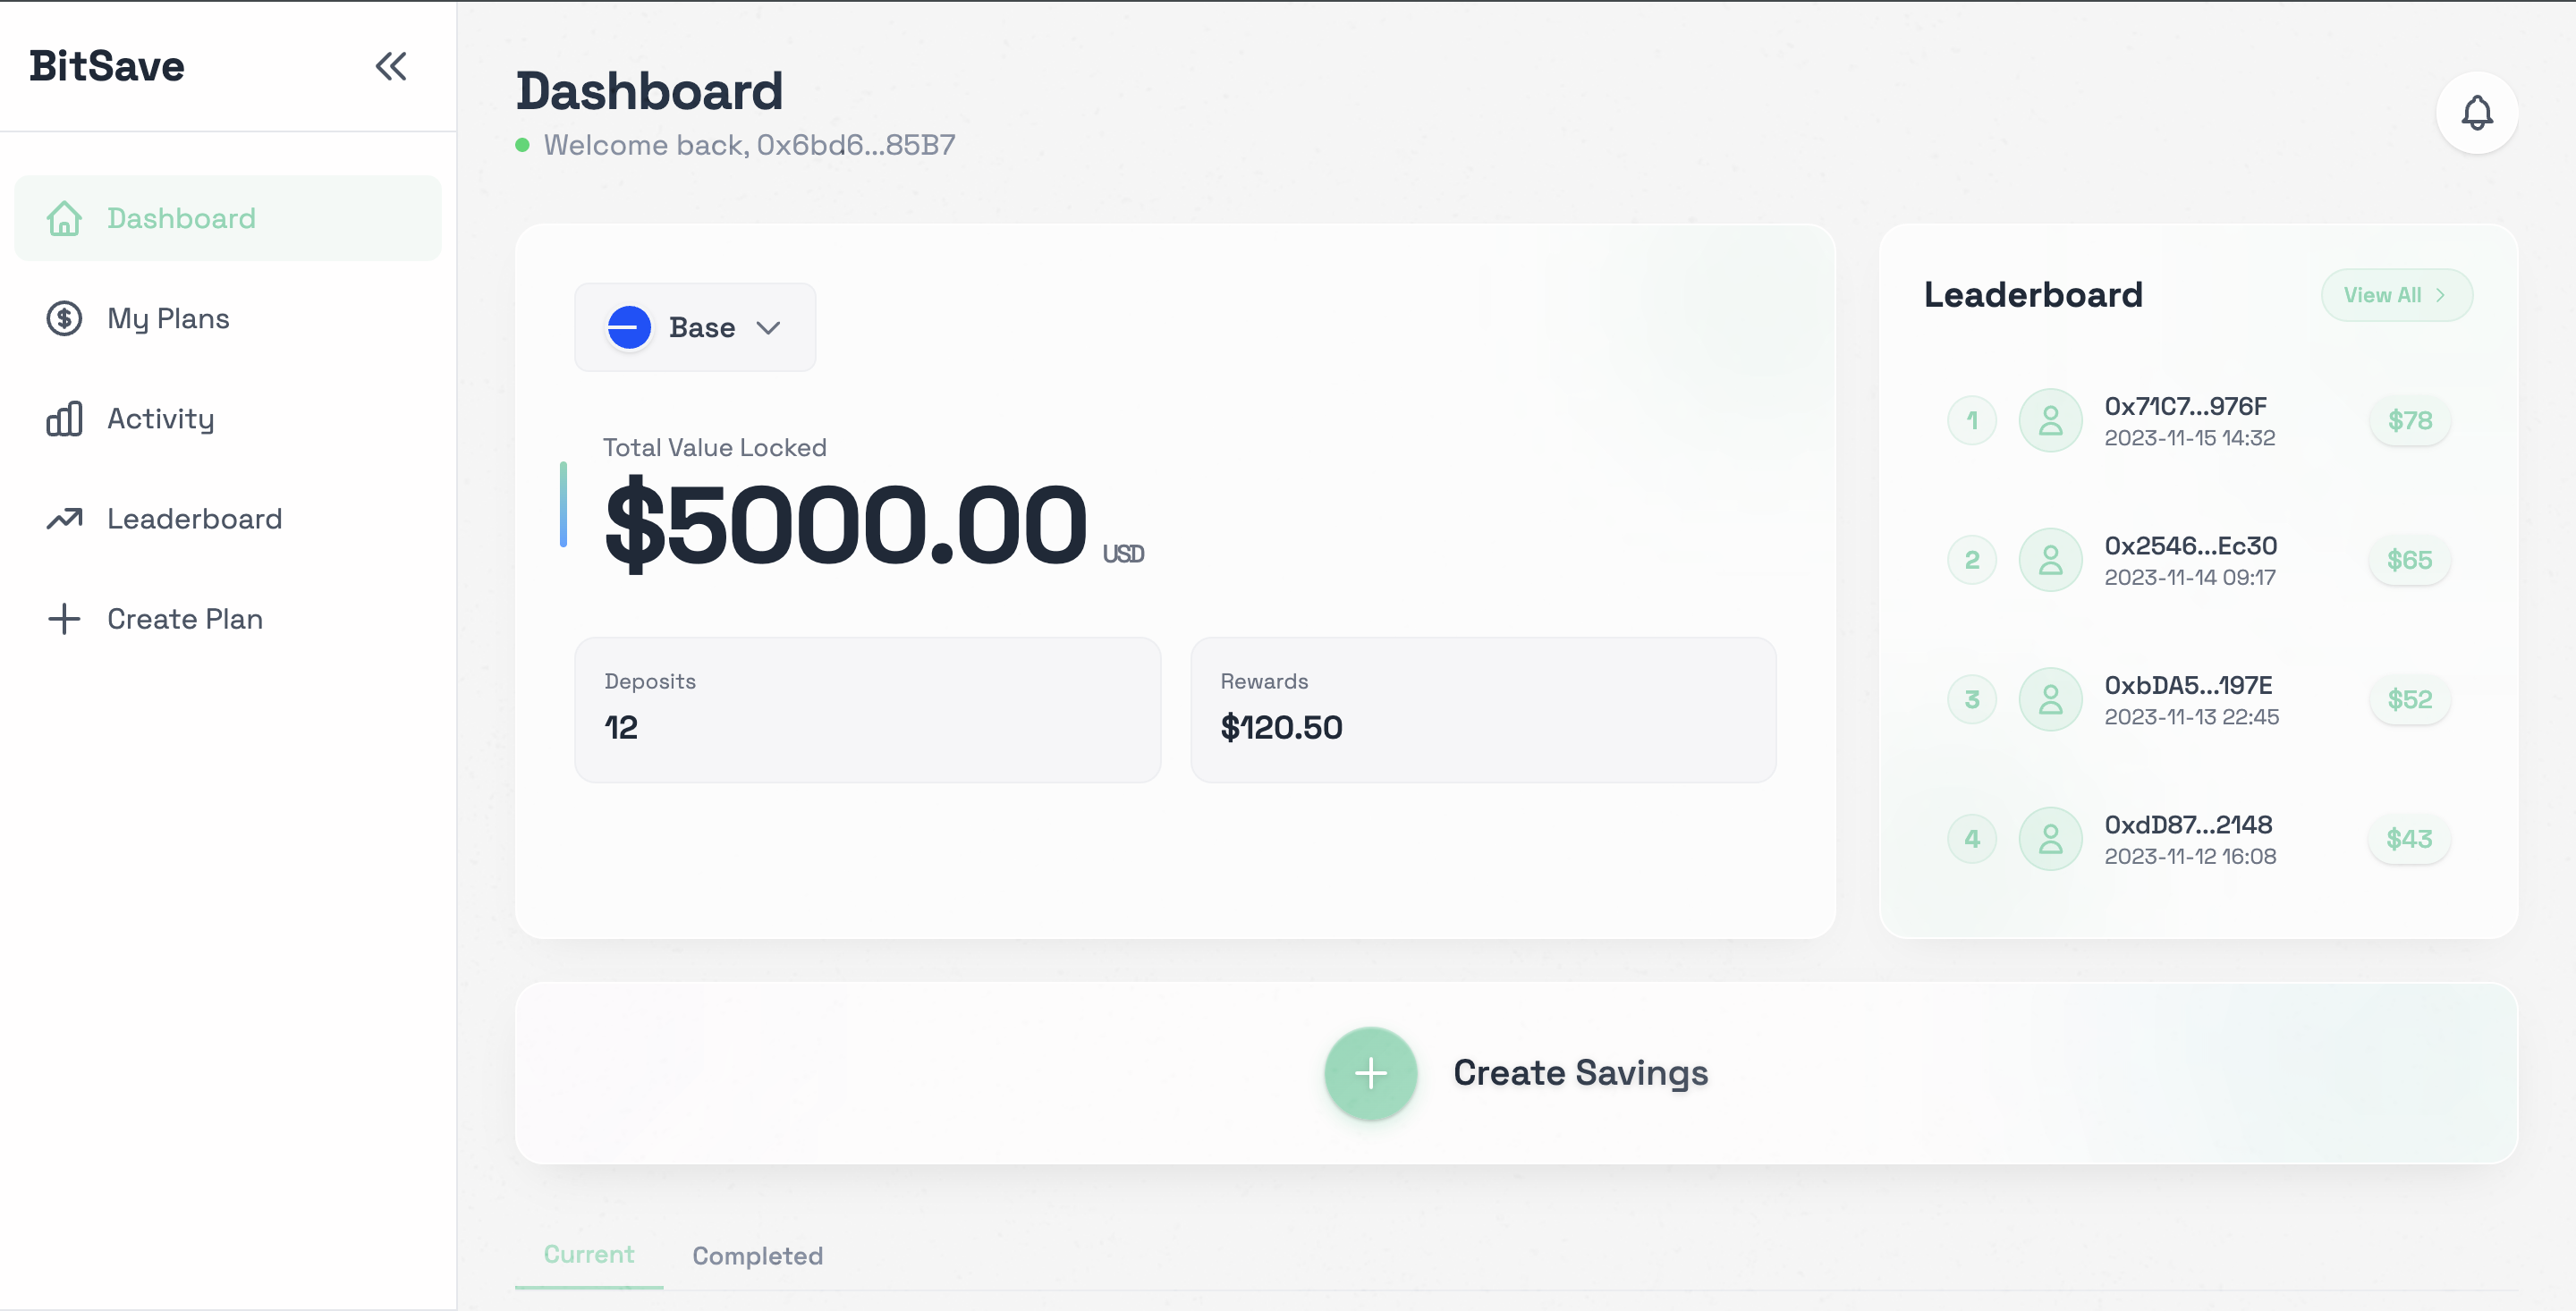 BitSave
Dashboard
My Plans
Activity
Leaderboard
Create Plan
Dashboard
Welcome back, 0x6bd6...85B7
Base
Total Value Locked
$5000.00 USD
Deposits
12
Rewards
$120.50
Leaderboard
View All
1
0x71C7...976F
2023-11-15 14:32
$78
2
0x2546...Ec30
2023-11-14 09:17
$65
3
0xbDA5...197E
2023-11-13 22:45
$52
4
0xdD87...2148
2023-11-12 16:08
$43
Create Savings
Current
Completed